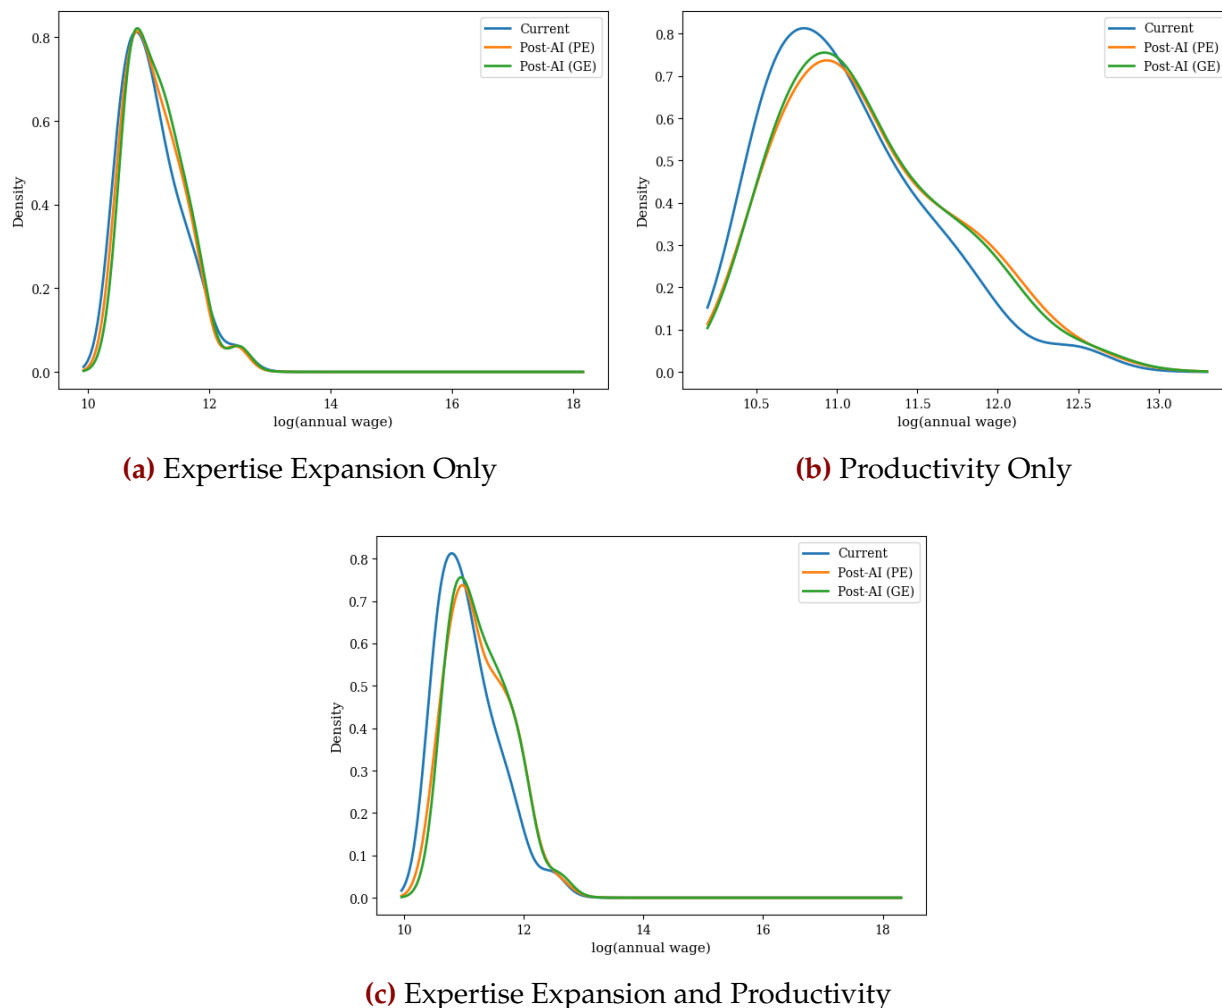 Current
Post-AI (PE)
Post-AI (GE)
0.8
0.6
0.4
0.2
0.0
Density
10 12 14 16 18
log(annual wage)
(a) Expertise Expansion Only
Current
Post-AI (PE)
Post-AI (GE)
0.8
0.7
0.6
0.5
0.4
0.3
0.2
0.1
0.0
Density
10.5 11.0 11.5 12.0 12.5 13.0
log(annual wage)
(b) Productivity Only
Current
Post-AI (PE)
Post-AI (GE)
0.8
0.7
0.6
0.5
0.4
0.3
0.2
0.1
0.0
Density
10 12 14 16 18
log(annual wage)
(c) Expertise Expansion and Productivity